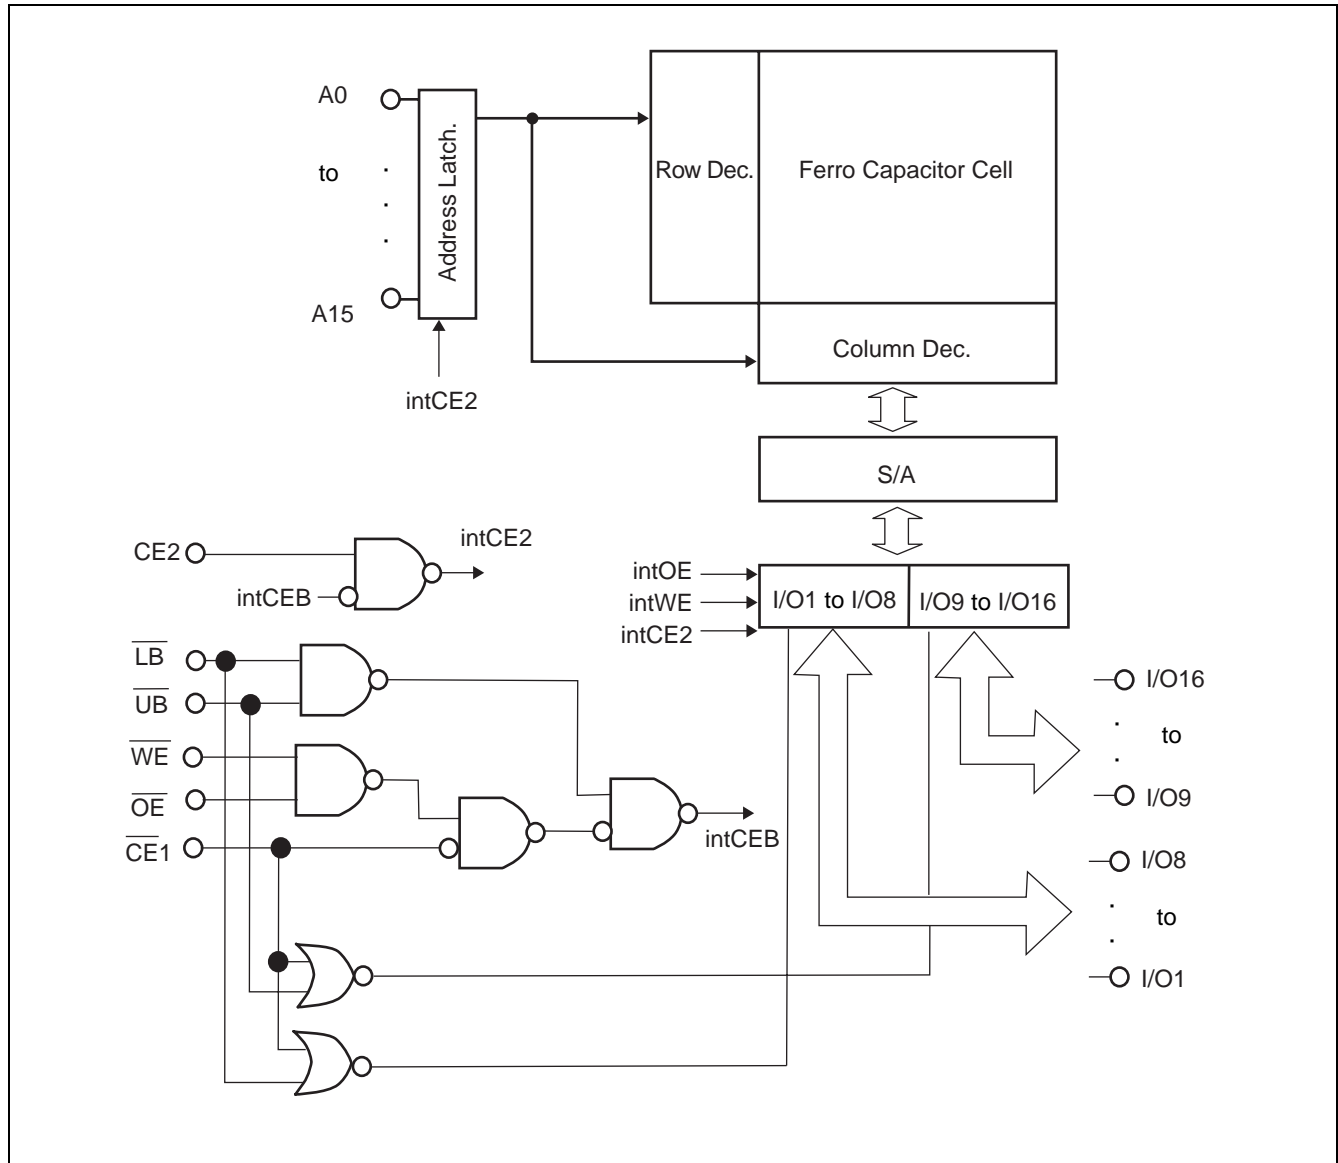 A0
to
A15
Address Latch.
intCE2
Row Dec.
Ferro Capacitor Cell
Column Dec.
S/A
CE2
intCEB
intCE2
intOE
intWE
intCE2
I/O1 to I/O8
I/O9 to I/O16
LB
UB
WE
OE
CE1
intCEB
I/O16
to
I/O9
I/O8
to
I/O1